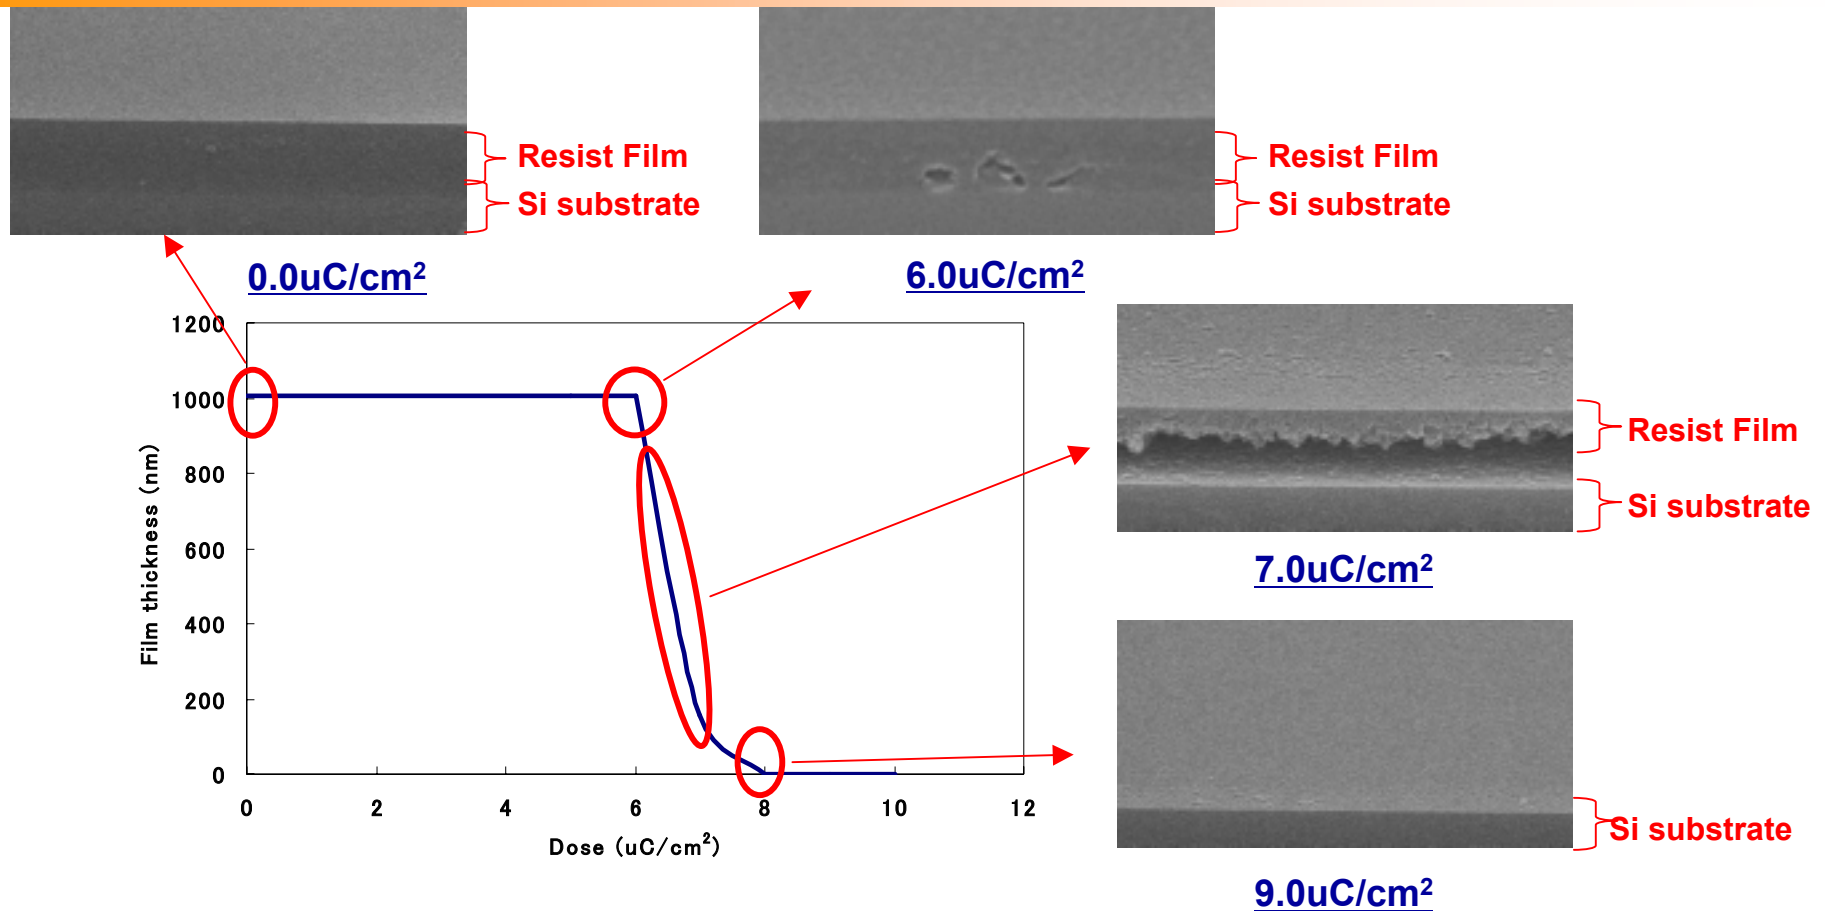 Resist Film
Si substrate
0.0uC/cm²
Resist Film
Si substrate
6.0uC/cm²
Resist Film
Si substrate
7.0uC/cm²
Si substrate
9.0uC/cm²
Film thickness (nm)
1200
1000
800
600
400
200
0
0 2 4 6 8 10 12
Dose (uC/cm²)